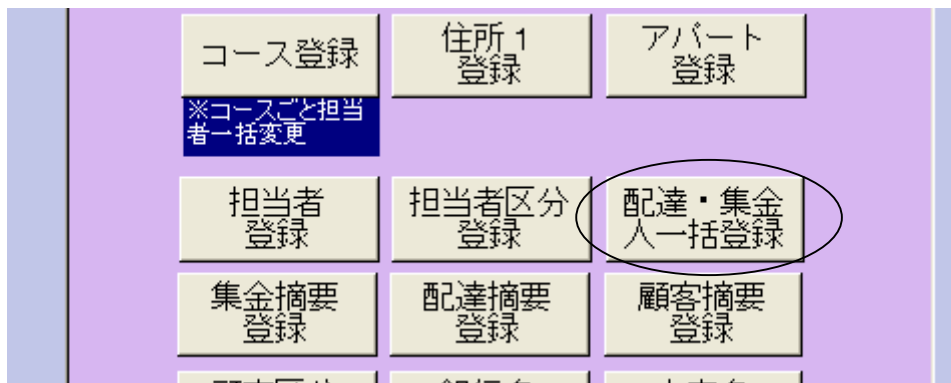 コース登録
住所1
登録
アパート
登録
※コースごと担当
者一括変更
担当者
登録
担当者区分
登録
配達・集金
人一括登録
集金摘要
登録
配達摘要
登録
顧客摘要
登録